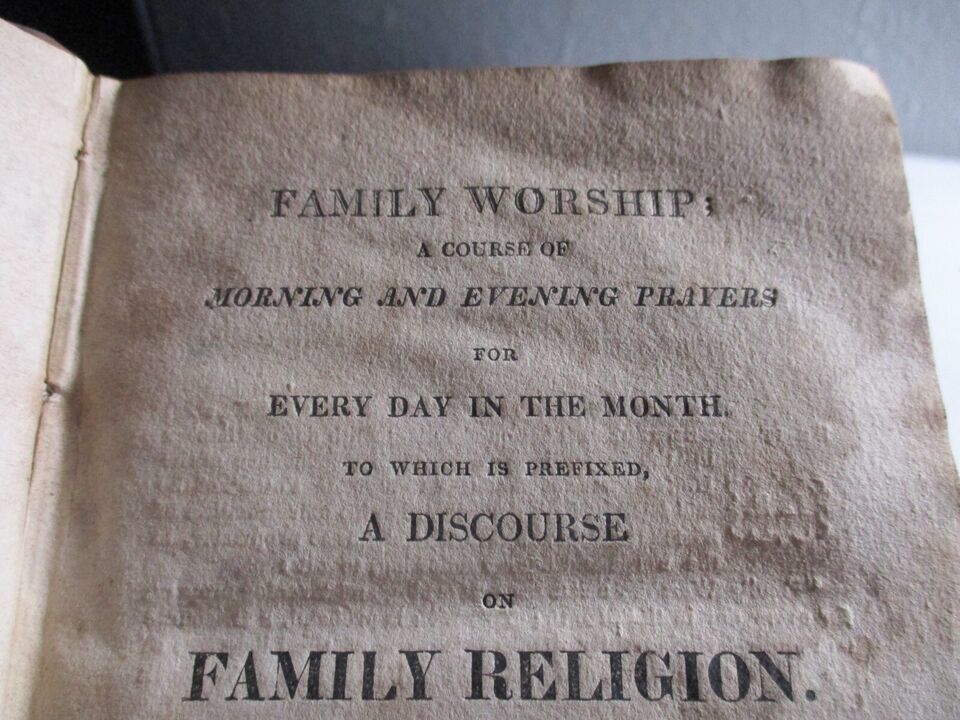 FAMILY WORSHIP;
A COURSE OF
MORNING AND EVENING PRAYERS
FOR
EVERY DAY IN THE MONTH.
TO WHICH IS PREFIXED,
A DISCOURSE
ON
FAMILY RELIGION.